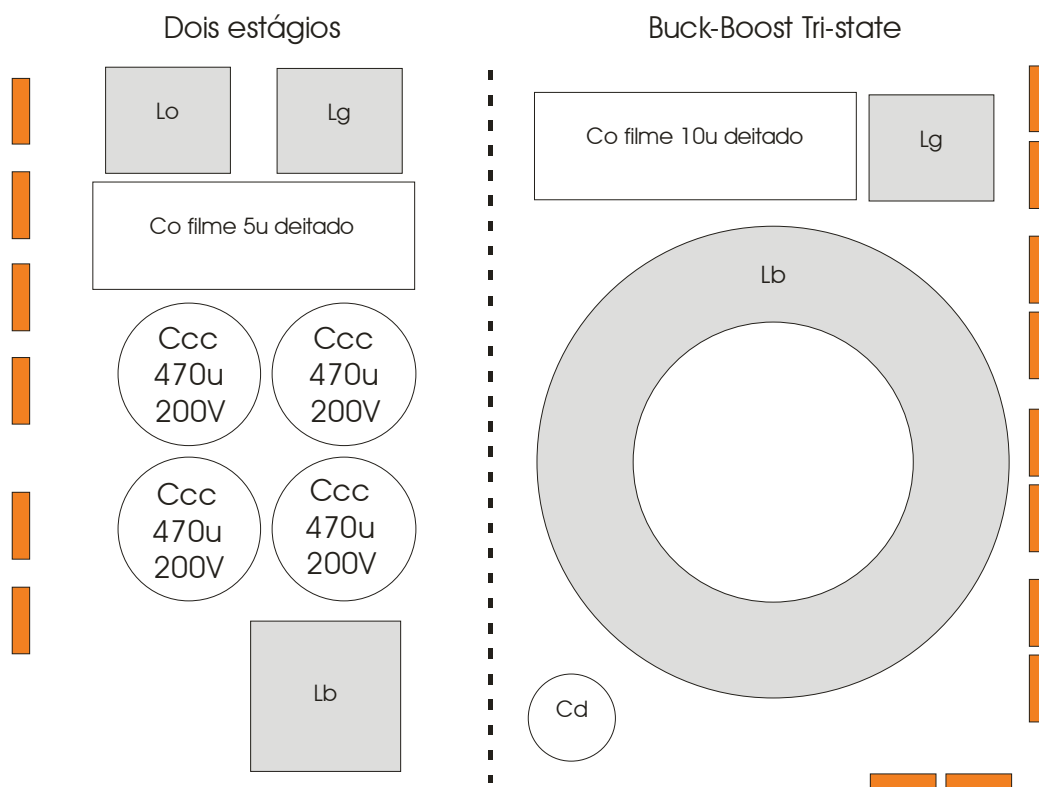 Dois estágios
Lo
Lg
Co filme 5u deitado
Ccc
470u
200V
Ccc
470u
200V
Ccc
470u
200V
Ccc
470u
200V
Lb
Buck-Boost Tri-state
Co filme 10u deitado
Lg
Lb
Cd